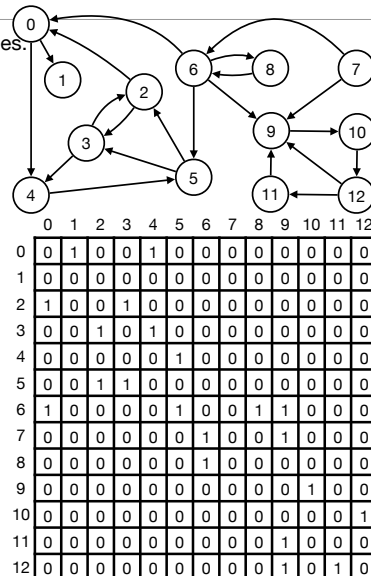 es.
0
1
2
3
4
5
6
8
7
9
10
11
12
0 1 2 3 4 5 6 7 8 9 10 11 12
0 0 1 0 0 1 0 0 0 0 0 0 0 0
1 0 0 0 0 0 0 0 0 0 0 0 0 0
2 1 0 0 1 0 0 0 0 0 0 0 0 0
3 0 0 1 0 1 0 0 0 0 0 0 0 0
4 0 0 0 0 0 1 0 0 0 0 0 0 0
5 0 0 1 1 0 0 0 0 0 0 0 0 0
6 1 0 0 0 0 1 0 0 1 1 0 0 0
7 0 0 0 0 0 0 1 0 0 1 0 0 0
8 0 0 0 0 0 0 1 0 0 0 0 0 0
9 0 0 0 0 0 0 0 0 0 0 1 0 0
10 0 0 0 0 0 0 0 0 0 0 0 0 1
11 0 0 0 0 0 0 0 0 0 1 0 0 0
12 0 0 0 0 0 0 0 0 0 1 0 1 0